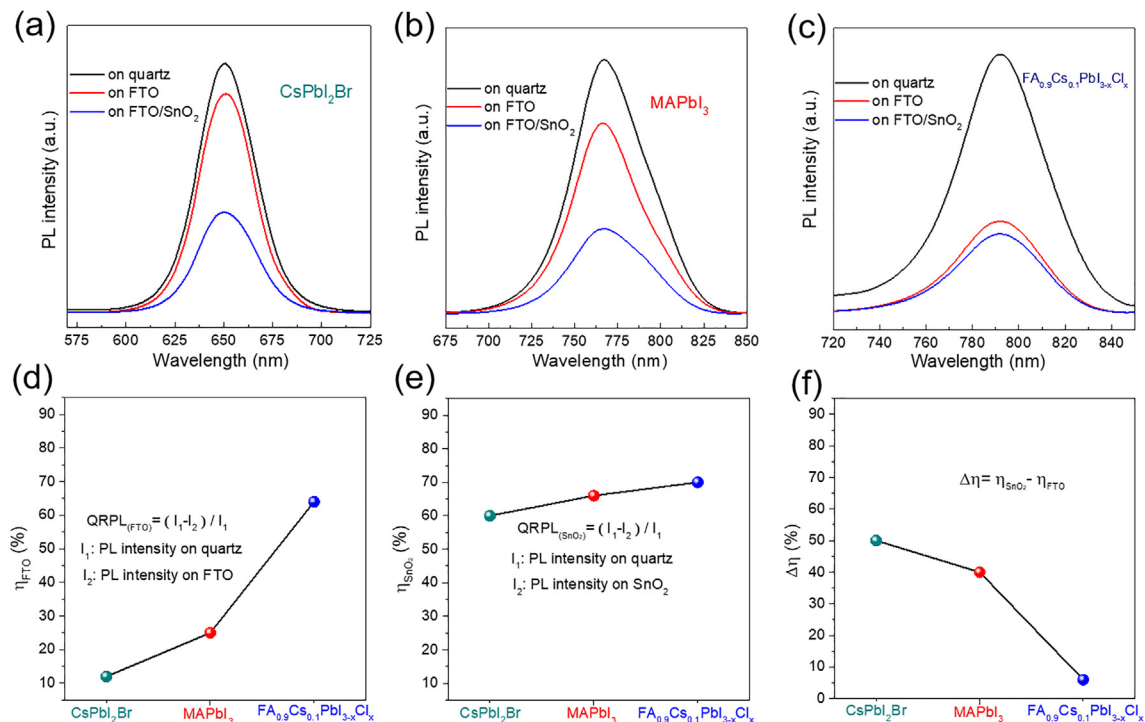 (a)
on quartz
on FTO
on FTO/SnO₂
CsPbI₂Br
PL intensity (a.u.)
575 600 625 650 675 700 725
Wavelength (nm)
(b)
on quartz
on FTO
on FTO/SnO₂
MAPbI₃
PL intensity (a.u.)
675 700 725 750 775 800 825 850
Wavelength (nm)
(c)
on quartz
on FTO
on FTO/SnO₂
FA₀.₉Cs₀.₁PbI₃₋ₓClₓ
PL intensity (a.u.)
720 740 760 780 800 820 840
Wavelength (nm)
(d)
90
80
70
60
50
40
30
20
10
η_FTO (%)
QRPL₍FTO₎= ( I₁-I₂ ) / I₁
I₁: PL intensity on quartz
I₂: PL intensity on FTO
CsPbI₂Br MAPbI₃ FA₀.₉Cs₀.₁PbI₃₋ₓClₓ
(e)
90
80
70
60
50
40
30
20
10
η_SnO₂ (%)
QRPL₍SnO₂₎= ( I₁-I₂ ) / I₁
I₁: PL intensity on quartz
I₂: PL intensity on SnO₂
CsPbI₂Br MAPbI₃ FA₀.₉Cs₀.₁PbI₃₋ₓClₓ
(f)
90
80
70
60
50
40
30
20
10
0
Δη (%)
Δη= η_SnO₂- η_FTO
CsPbI₂Br MAPbI₃ FA₀.₉Cs₀.₁PbI₃₋ₓClₓ